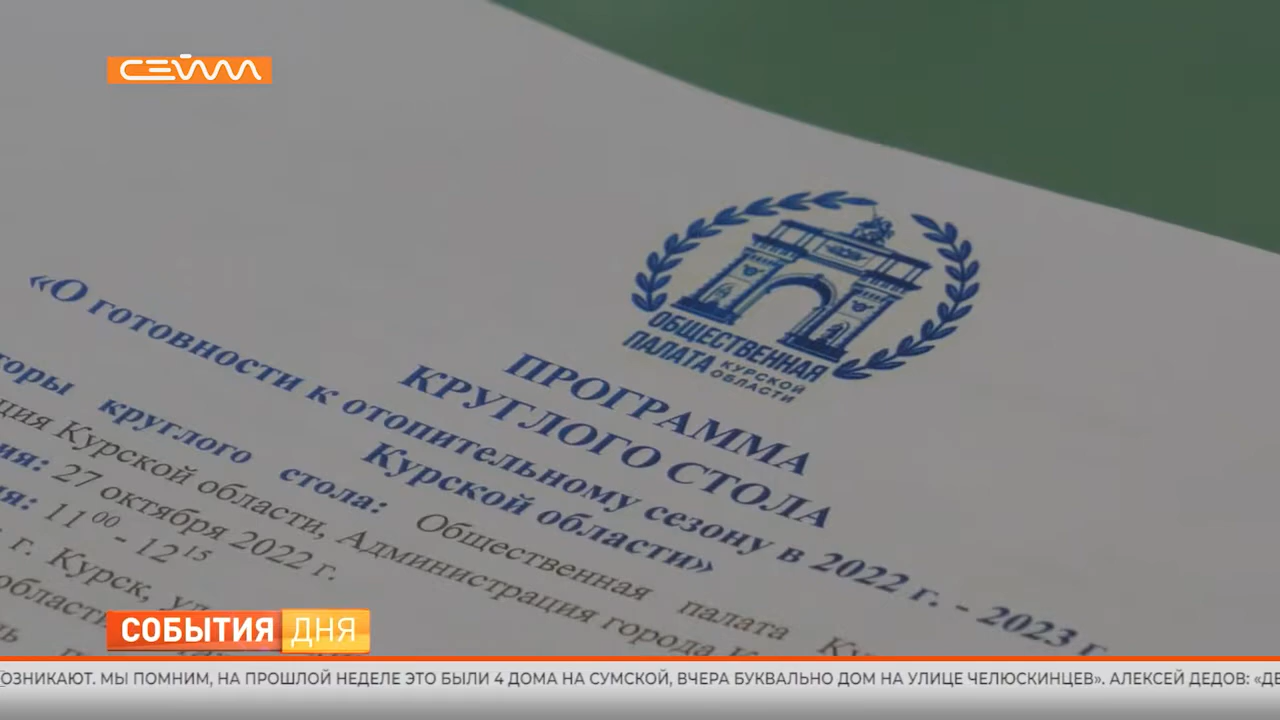 СЕЙМ
ОБЩЕСТВЕННАЯ
ПАЛАТА КУРСКОЙ
ОБЛАСТИ
ПРОГРАММА
КРУГЛОГО СТОЛА
«О готовности к отопительному сезону в 2022 г. - 2023 г
Курской области»
круглого стола: Общественная палата
Курской области, Администрация города
27 октября 2022 г.
11⁰⁰ - 12¹⁵
г. Курск,
СОБЫТИЯ ДНЯ
МЫ ПОМНИМ, НА ПРОШЛОЙ НЕДЕЛЕ ЭТО БЫЛИ 4 ДОМА НА СУМСКОЙ, ВЧЕРА БУКВАЛЬНО ДОМ НА УЛИЦЕ ЧЕЛЮСКИНЦЕВ». АЛЕКСЕЙ ДЕДОВ: